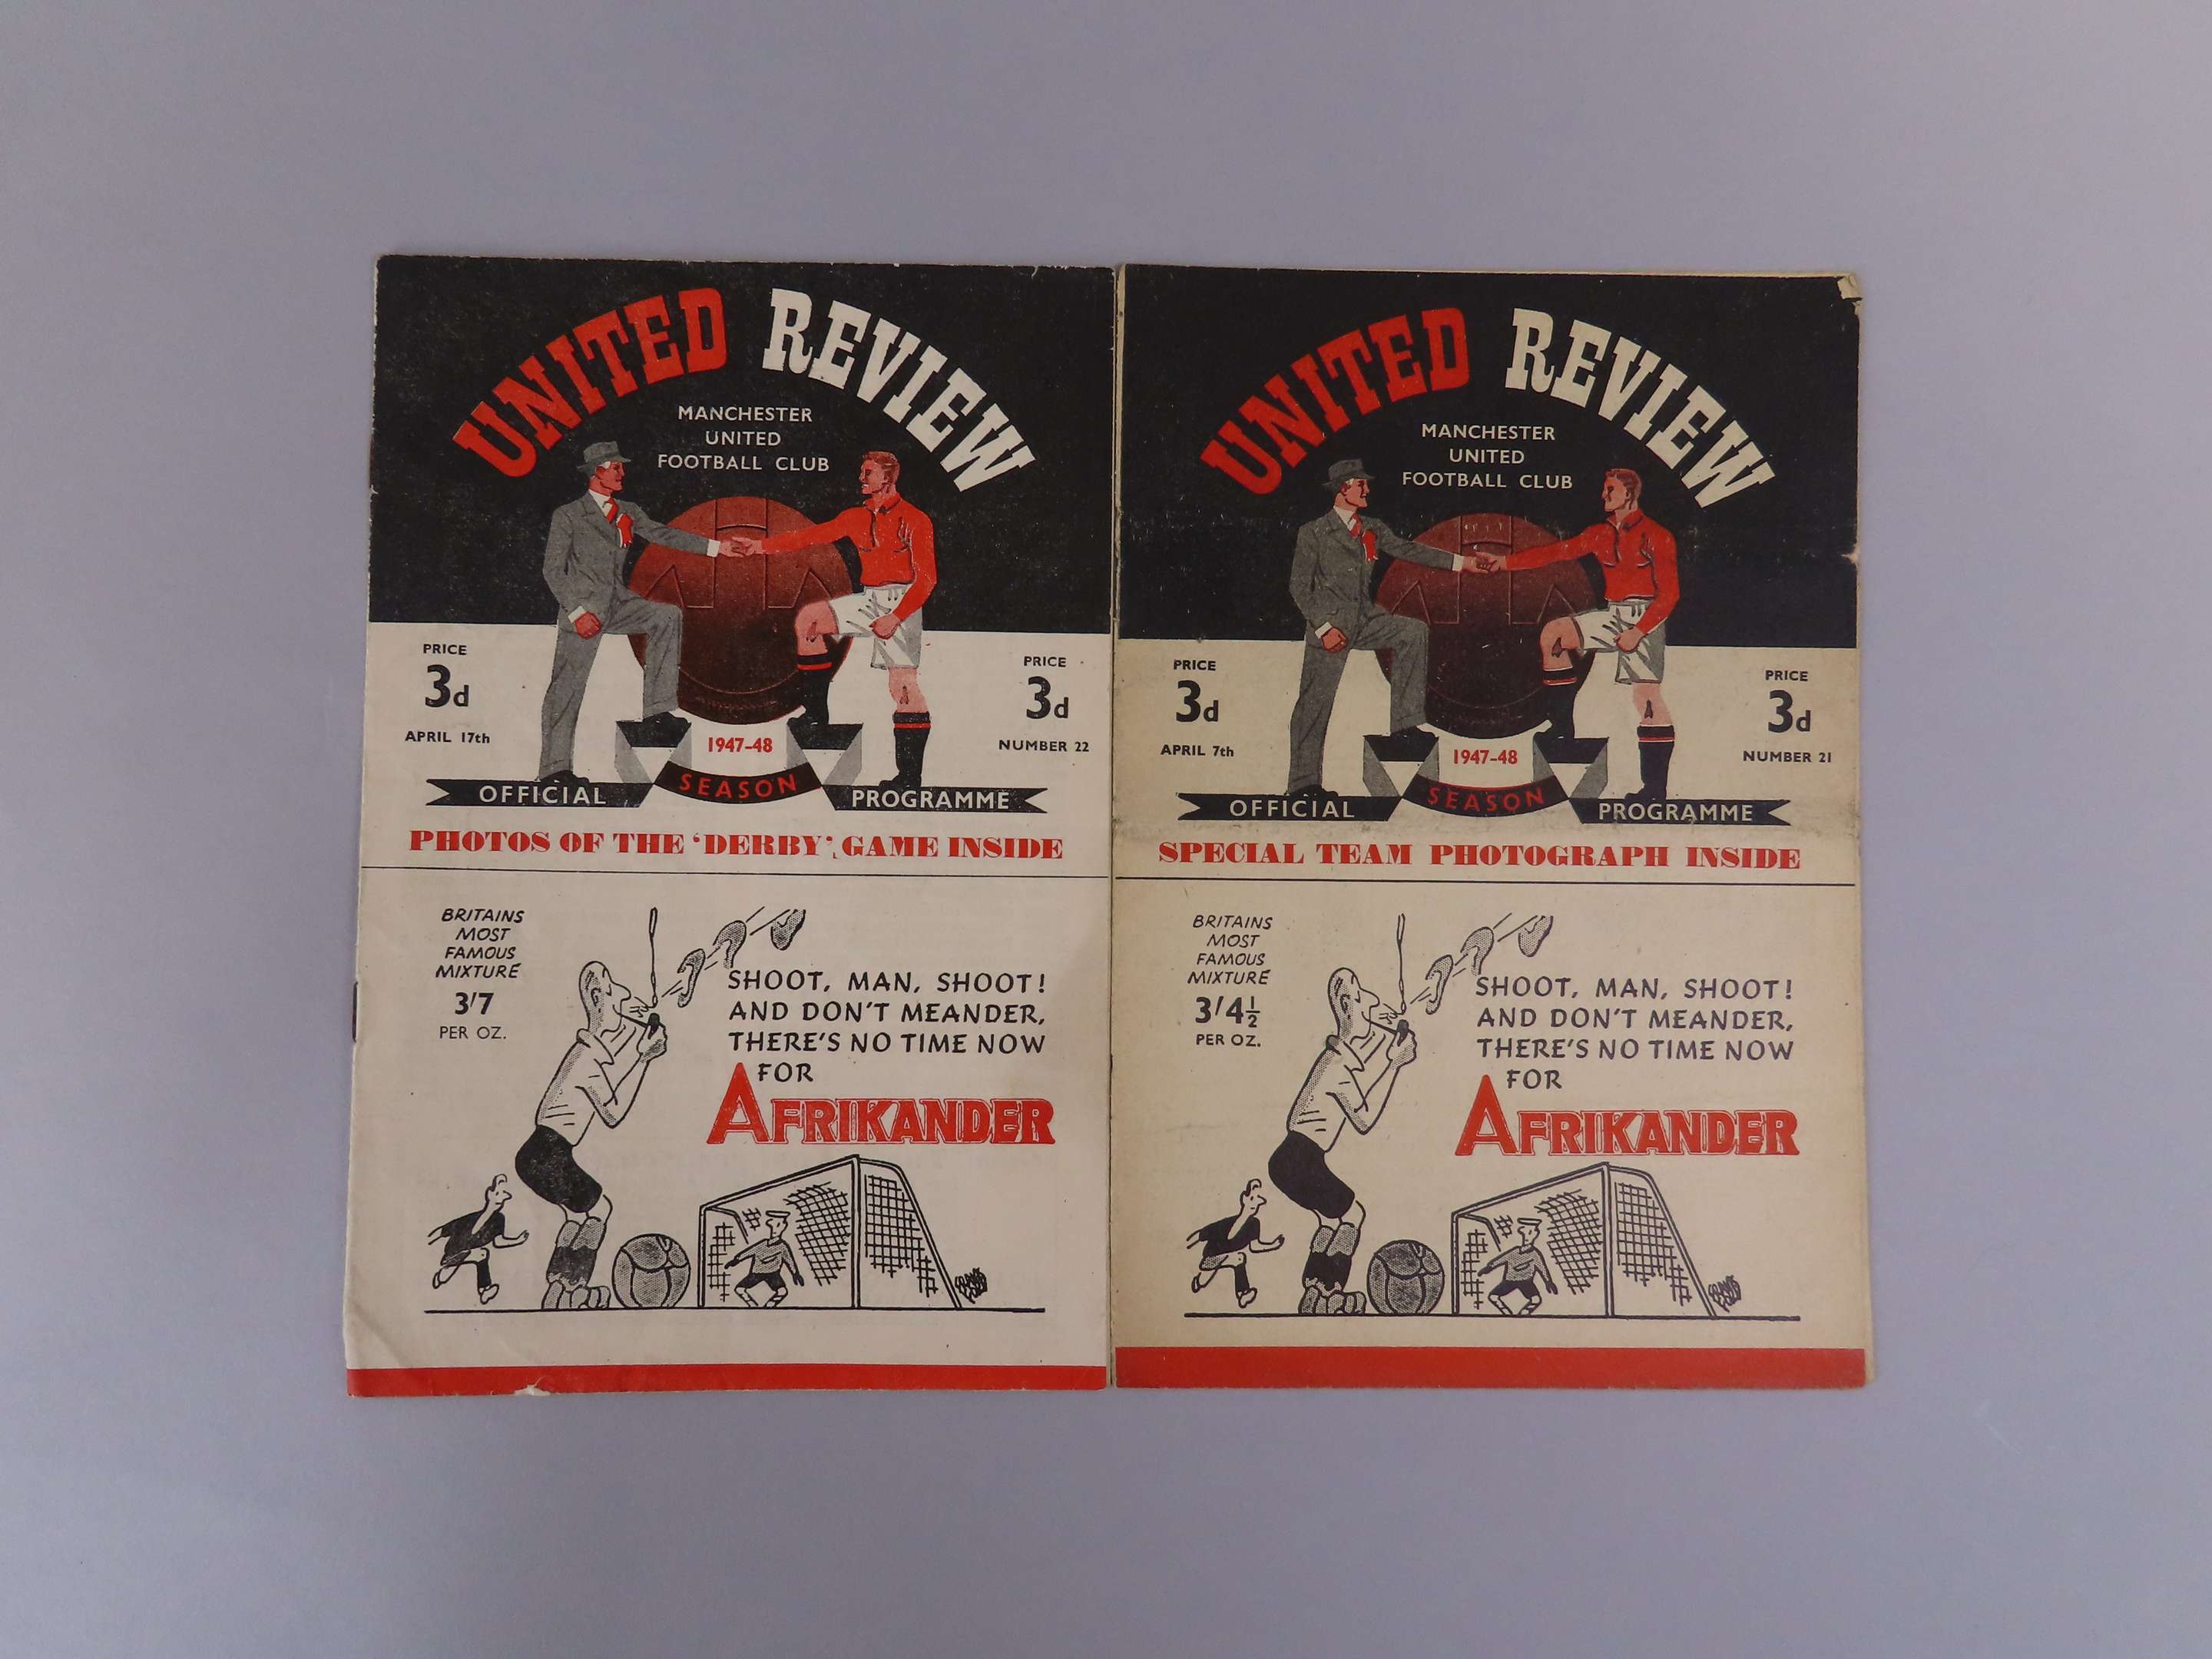 UNITED REVIEW
MANCHESTER
UNITED
FOOTBALL CLUB
PRICE
3d
APRIL 17th
PRICE
3d
NUMBER 22
1947-48
SEASON
OFFICIAL
PROGRAMME
PHOTOS OF THE 'DERBY' GAME INSIDE
BRITAINS
MOST
FAMOUS
MIXTURE
3/7
PER OZ.
SHOOT, MAN, SHOOT!
AND DON'T MEANDER,
THERE'S NO TIME NOW
FOR
AFRIKANDER
UNITED REVIEW
MANCHESTER
UNITED
FOOTBALL CLUB
PRICE
3d
APRIL 7th
PRICE
3d
NUMBER 21
1947-48
SEASON
OFFICIAL
PROGRAMME
SPECIAL TEAM PHOTOGRAPH INSIDE
BRITAINS
MOST
FAMOUS
MIXTURE
3/4½
PER OZ.
SHOOT, MAN, SHOOT!
AND DON'T MEANDER,
THERE'S NO TIME NOW
FOR
AFRIKANDER